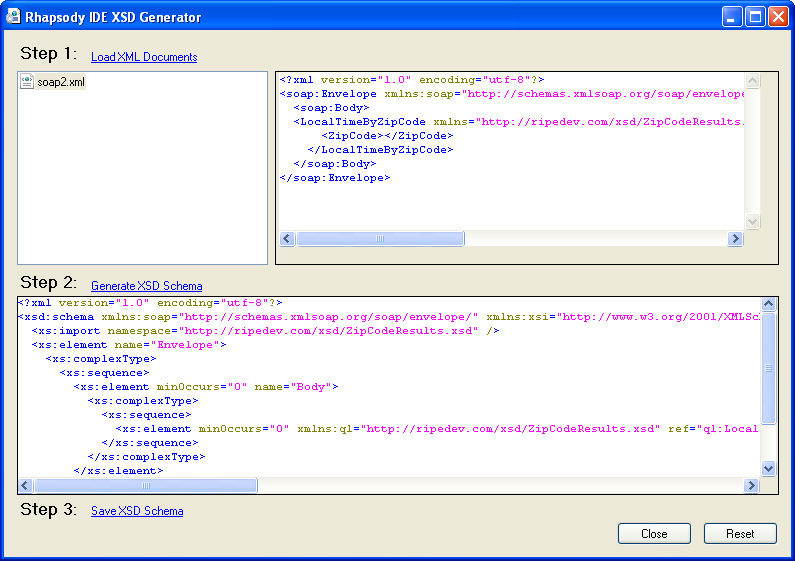 Rhapsody IDE XSD Generator
Step 1: Load XML Documents
soap2.xml
<?xml version="1.0" encoding="utf-8"?>
<soap:Envelope xmlns:soap="http://schemas.xmlsoap.org/soap/envelope
<soap:Body>
<LocalTimeByZipCode xmlns="http://ripedev.com/xsd/ZipCodeResults.
<ZipCode></ZipCode>
</LocalTimeByZipCode>
</soap:Body>
</soap:Envelope>
Step 2: Generate XSD Schema
<?xml version="1.0" encoding="utf-8"?>
<xsd:schema xmlns:soap="http://schemas.xmlsoap.org/soap/envelope/" xmlns:xsi="http://www.w3.org/2001/XMLSc
<xs:import namespace="http://ripedev.com/xsd/ZipCodeResults.xsd" />
<xs:element name="Envelope">
<xs:complexType>
<xs:sequence>
<xs:element minOccurs="0" name="Body">
<xs:complexType>
<xs:sequence>
<xs:element minOccurs="0" xmlns:ql="http://ripedev.com/xsd/ZipCodeResults.xsd" ref="ql:Local
</xs:sequence>
</xs:complexType>
</xs:element>
Step 3: Save XSD Schema
Close Reset